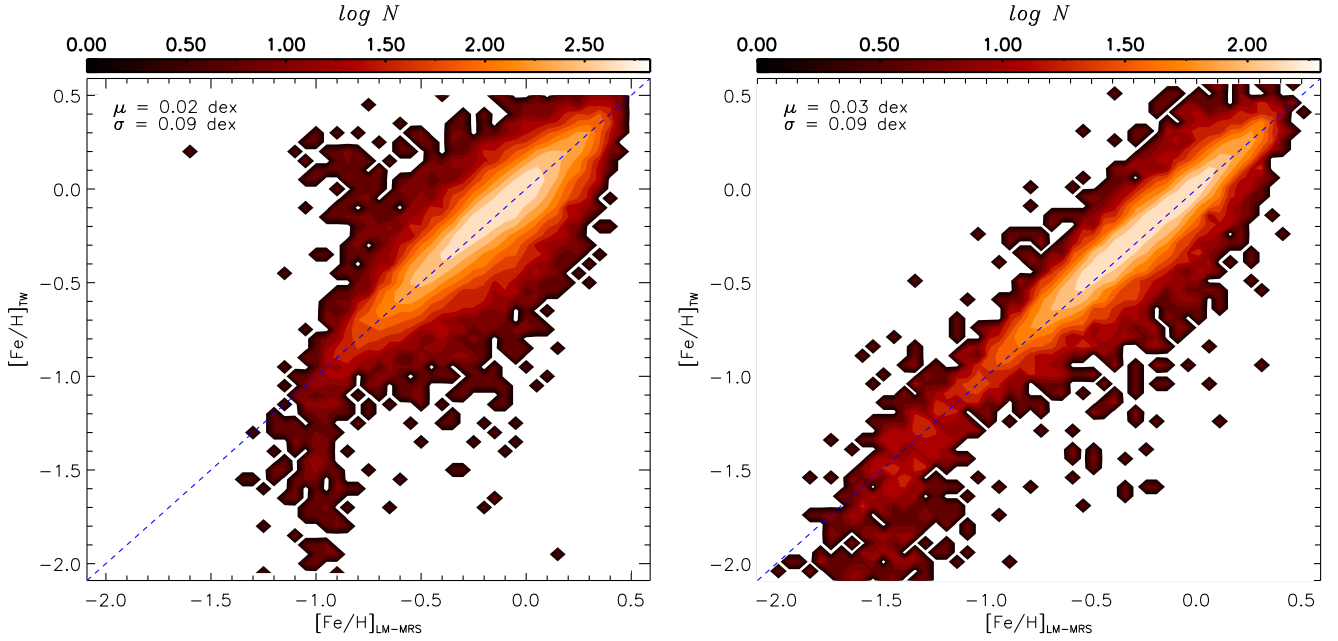 log N
0.00 0.50 1.00 1.50 2.00 2.50
μ = 0.02 dex
σ = 0.09 dex
0.5
0.0
−0.5
−1.0
−1.5
−2.0
[Fe/H]TW
−2.0 −1.5 −1.0 −0.5 0.0 0.5
[Fe/H]LM−MRS
log N
0.00 0.50 1.00 1.50 2.00
μ = 0.03 dex
σ = 0.09 dex
0.5
0.0
−0.5
−1.0
−1.5
−2.0
[Fe/H]TW
−2.0 −1.5 −1.0 −0.5 0.0 0.5
[Fe/H]LM−MRS